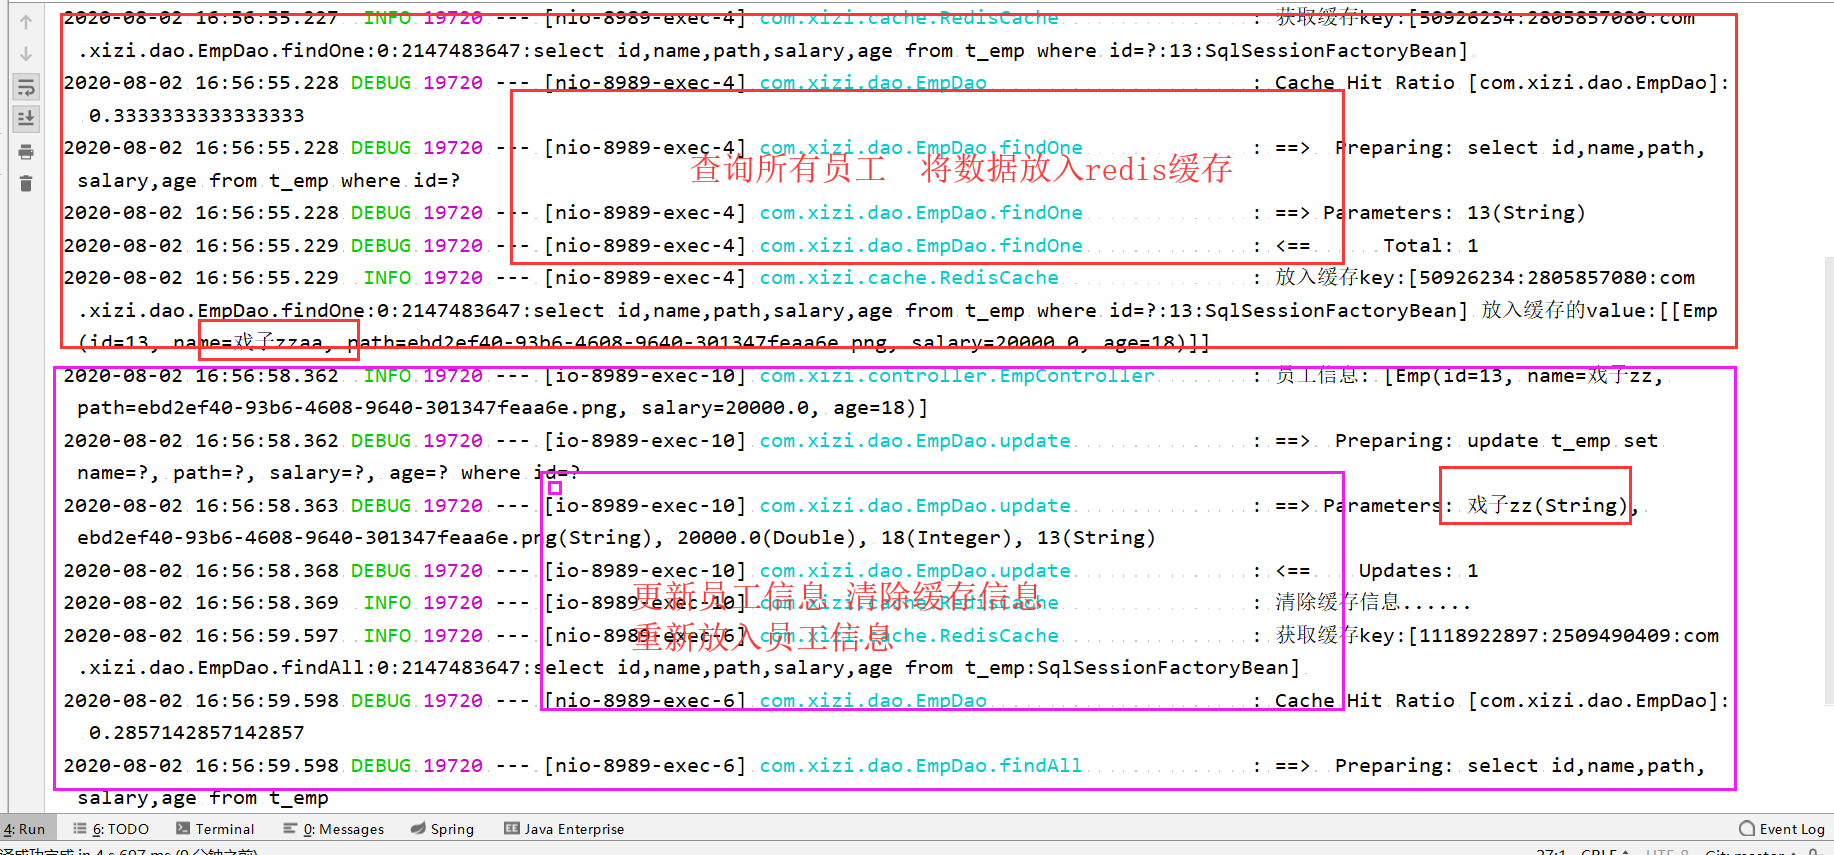 2020-08-02 16:56:55.227  INFO 19720 --- [nio-8989-exec-4] com.xizi.cache.RedisCache : 获取缓存key:[50926234:2805857080:com
.xizi.dao.EmpDao.findOne:0:2147483647:select id,name,path,salary,age from t_emp where id=?:13:SqlSessionFactoryBean]
2020-08-02 16:56:55.228 DEBUG 19720 --- [nio-8989-exec-4] com.xizi.dao.EmpDao : Cache Hit Ratio [com.xizi.dao.EmpDao]:
0.3333333333333333
2020-08-02 16:56:55.228 DEBUG 19720 --- [nio-8989-exec-4] com.xizi.dao.EmpDao.findOne : ==>  Preparing: select id,name,path,
查询所有员工 将数据放入redis缓存
salary,age from t_emp where id=?
2020-08-02 16:56:55.228 DEBUG 19720 --- [nio-8989-exec-4] com.xizi.dao.EmpDao.findOne : ==> Parameters: 13(String)
2020-08-02 16:56:55.229 DEBUG 19720 --- [nio-8989-exec-4] com.xizi.dao.EmpDao.findOne : <==      Total: 1
2020-08-02 16:56:55.229  INFO 19720 --- [nio-8989-exec-4] com.xizi.cache.RedisCache : 放入缓存key:[50926234:2805857080:com
.xizi.dao.EmpDao.findOne:0:2147483647:select id,name,path,salary,age from t_emp where id=?:13:SqlSessionFactoryBean] 放入缓存的value:[[Emp
(id=13, name=戏子zzaa, path=ebd2ef40-93b6-4608-9640-301347feaa6e.png, salary=20000.0, age=18)]]
2020-08-02 16:56:58.362  INFO 19720 --- [io-8989-exec-10] com.xizi.controller.EmpController : 员工信息: [Emp(id=13, name=戏子zz,
path=ebd2ef40-93b6-4608-9640-301347feaa6e.png, salary=20000.0, age=18)]
2020-08-02 16:56:58.362 DEBUG 19720 --- [io-8989-exec-10] com.xizi.dao.EmpDao.update : ==>  Preparing: update t_emp set
name=?, path=?, salary=?, age=? where id=?
2020-08-02 16:56:58.363 DEBUG 19720 --- [io-8989-exec-10] com.xizi.dao.EmpDao.update : ==> Parameters: 戏子zz(String),
ebd2ef40-93b6-4608-9640-301347feaa6e.png(String), 20000.0(Double), 18(Integer), 13(String)
2020-08-02 16:56:58.368 DEBUG 19720 --- [io-8989-exec-10] com.xizi.dao.EmpDao.update : <==    Updates: 1
更新员工信息 清除缓存信息
2020-08-02 16:56:58.369  INFO 19720 --- [io-8989-exec-10] com.xizi.cache.RedisCache : 清除缓存信息......
重新放入员工信息
2020-08-02 16:56:59.597  INFO 19720 --- [nio-8989-exec-6] com.xizi.cache.RedisCache : 获取缓存key:[1118922897:2509490409:com
.xizi.dao.EmpDao.findAll:0:2147483647:select id,name,path,salary,age from t_emp:SqlSessionFactoryBean]
2020-08-02 16:56:59.598 DEBUG 19720 --- [nio-8989-exec-6] com.xizi.dao.EmpDao : Cache Hit Ratio [com.xizi.dao.EmpDao]:
0.2857142857142857
2020-08-02 16:56:59.598 DEBUG 19720 --- [nio-8989-exec-6] com.xizi.dao.EmpDao.findAll : ==>  Preparing: select id,name,path,
salary,age from t_emp
4: Run 6: TODO Terminal 0: Messages Spring Java Enterprise Event Log